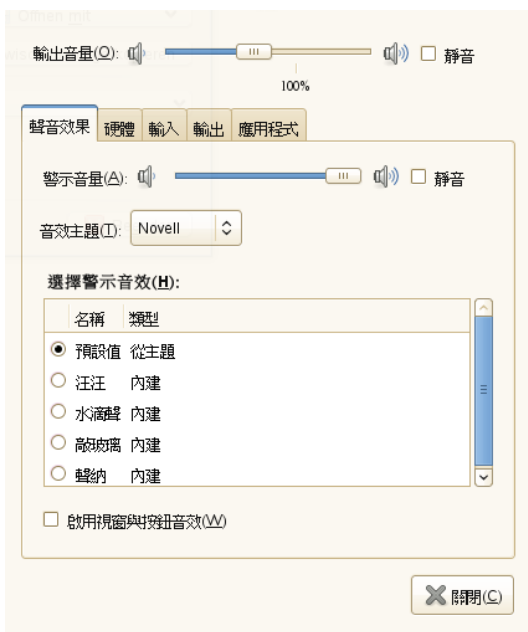 Öffnen mit
輸出音量(O): 靜音
100%
聲音效果 硬體 輸入 輸出 應用程式
警示音量(A): 靜音
音效主題(T): Novell
選擇警示音效(H):
名稱 類型
預設值 從主題
汪汪 內建
水滴聲 內建
敲玻璃 內建
聲納 內建
啟用視窗與按鈕音效(W)
關閉(C)